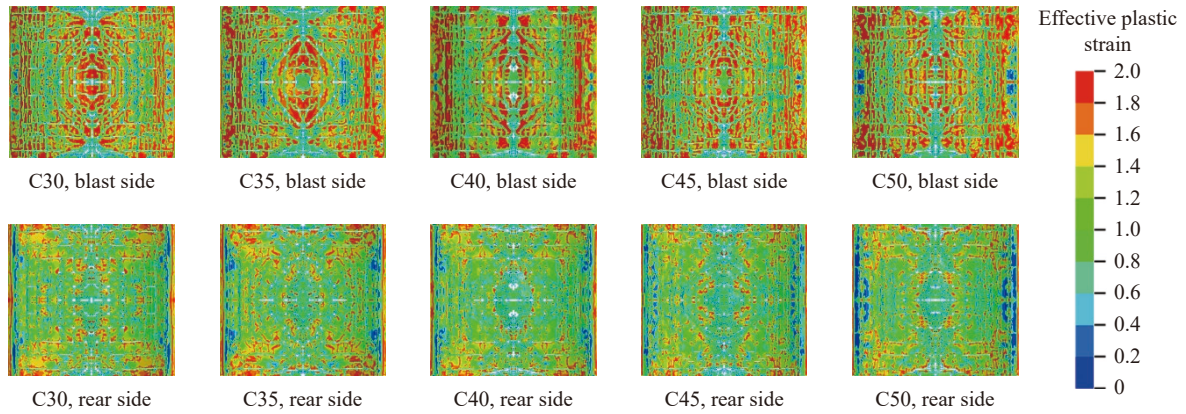 Effective plastic
strain
2.0
1.8
1.6
1.4
1.2
1.0
0.8
0.6
0.4
0.2
0
C30, blast side
C35, blast side
C40, blast side
C45, blast side
C50, blast side
C30, rear side
C35, rear side
C40, rear side
C45, rear side
C50, rear side